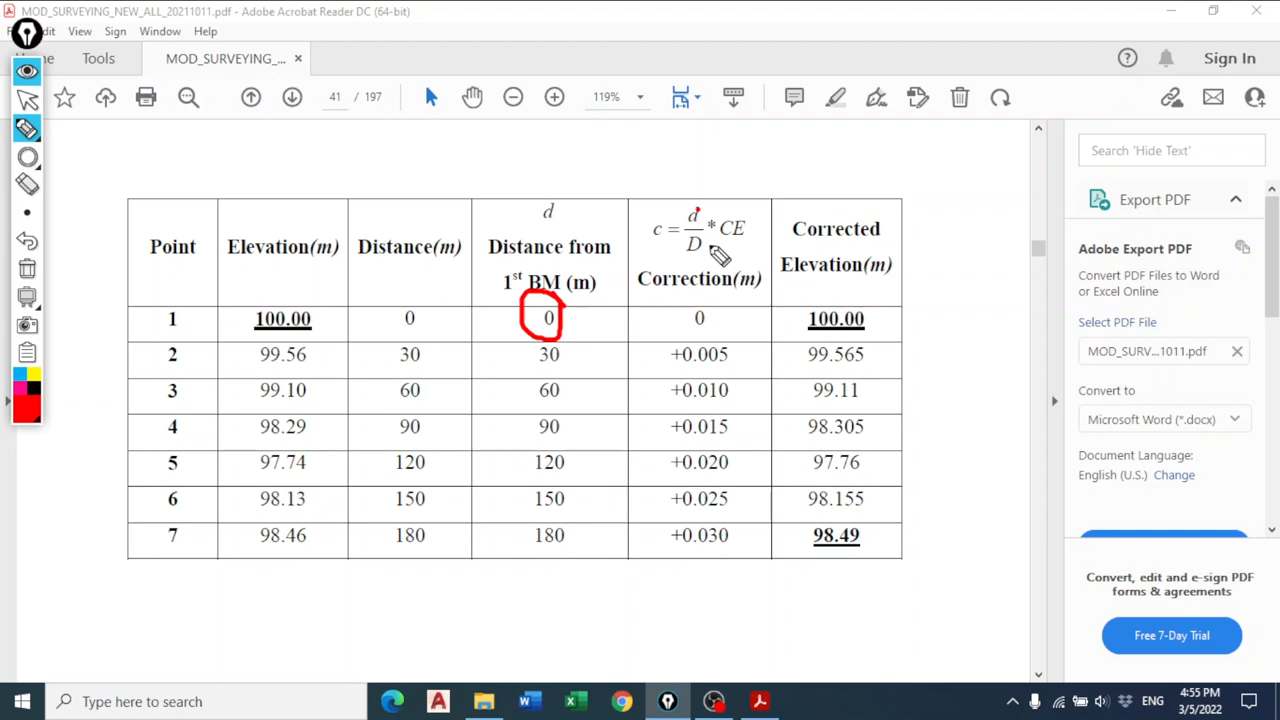 MOD_SURVEYING_NEW_ALL_20211011.pdf - Adobe Acrobat Reader DC (64-bit)
View Sign Window Help
Tools MOD_SURVEYING_... Sign In
41 / 197 119%
Search 'Hide Text'
Export PDF
Adobe Export PDF
Convert PDF Files to Word
or Excel Online
Select PDF File
MOD_SURV...1011.pdf
Convert to
Microsoft Word (*.docx)
Document Language:
English (U.S.) Change
Convert, edit and e-sign PDF
forms & agreements
Free 7-Day Trial
Point Elevation(m) Distance(m) d Distance from 1st BM (m) c = d/D * CE Correction(m) Corrected Elevation(m)
1 100.00 0 0 0 100.00
2 99.56 30 30 +0.005 99.565
3 99.10 60 60 +0.010 99.11
4 98.29 90 90 +0.015 98.305
5 97.74 120 120 +0.020 97.76
6 98.13 150 150 +0.025 98.155
7 98.46 180 180 +0.030 98.49
Type here to search
ENG
4:55 PM
3/5/2022